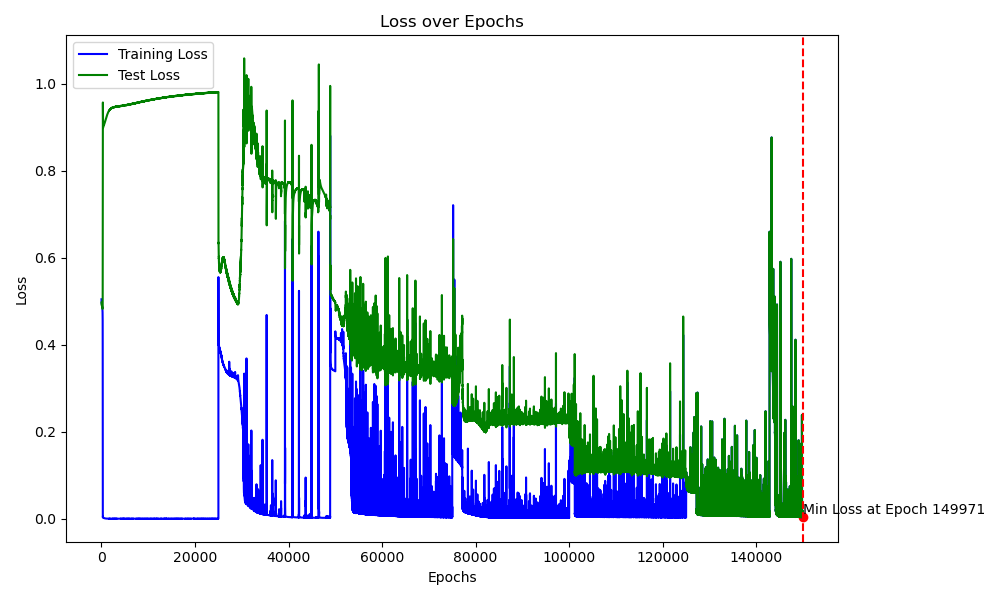 Loss over Epochs
Training Loss
Test Loss
1.0
0.8
0.6
0.4
0.2
0.0
Loss
Min Loss at Epoch 149971
0
20000
40000
60000
80000
100000
120000
140000
Epochs